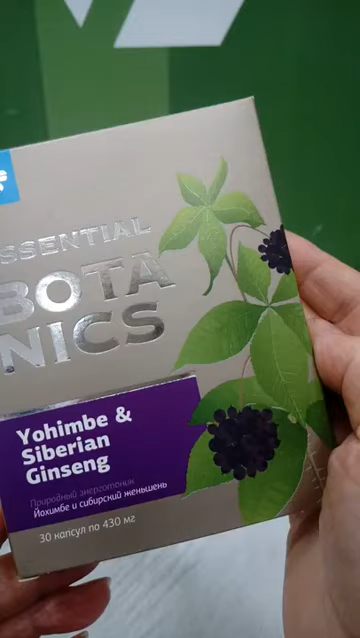 SSENTIAL
BOTA
NICS
Yohimbe &
Siberian
Ginseng
Природный энерготоник
Йохимбе и сибирский женьшень
30 капсул по 430 мг